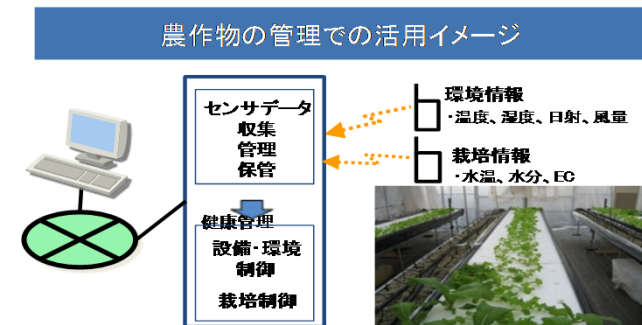 農作物の管理での活用イメージ
センサデータ
収集
管理
保管
健康管理
設備・環境
制御
栽培制御
環境情報
・温度、湿度、日射、風量
栽培情報
・水温、水分、EC